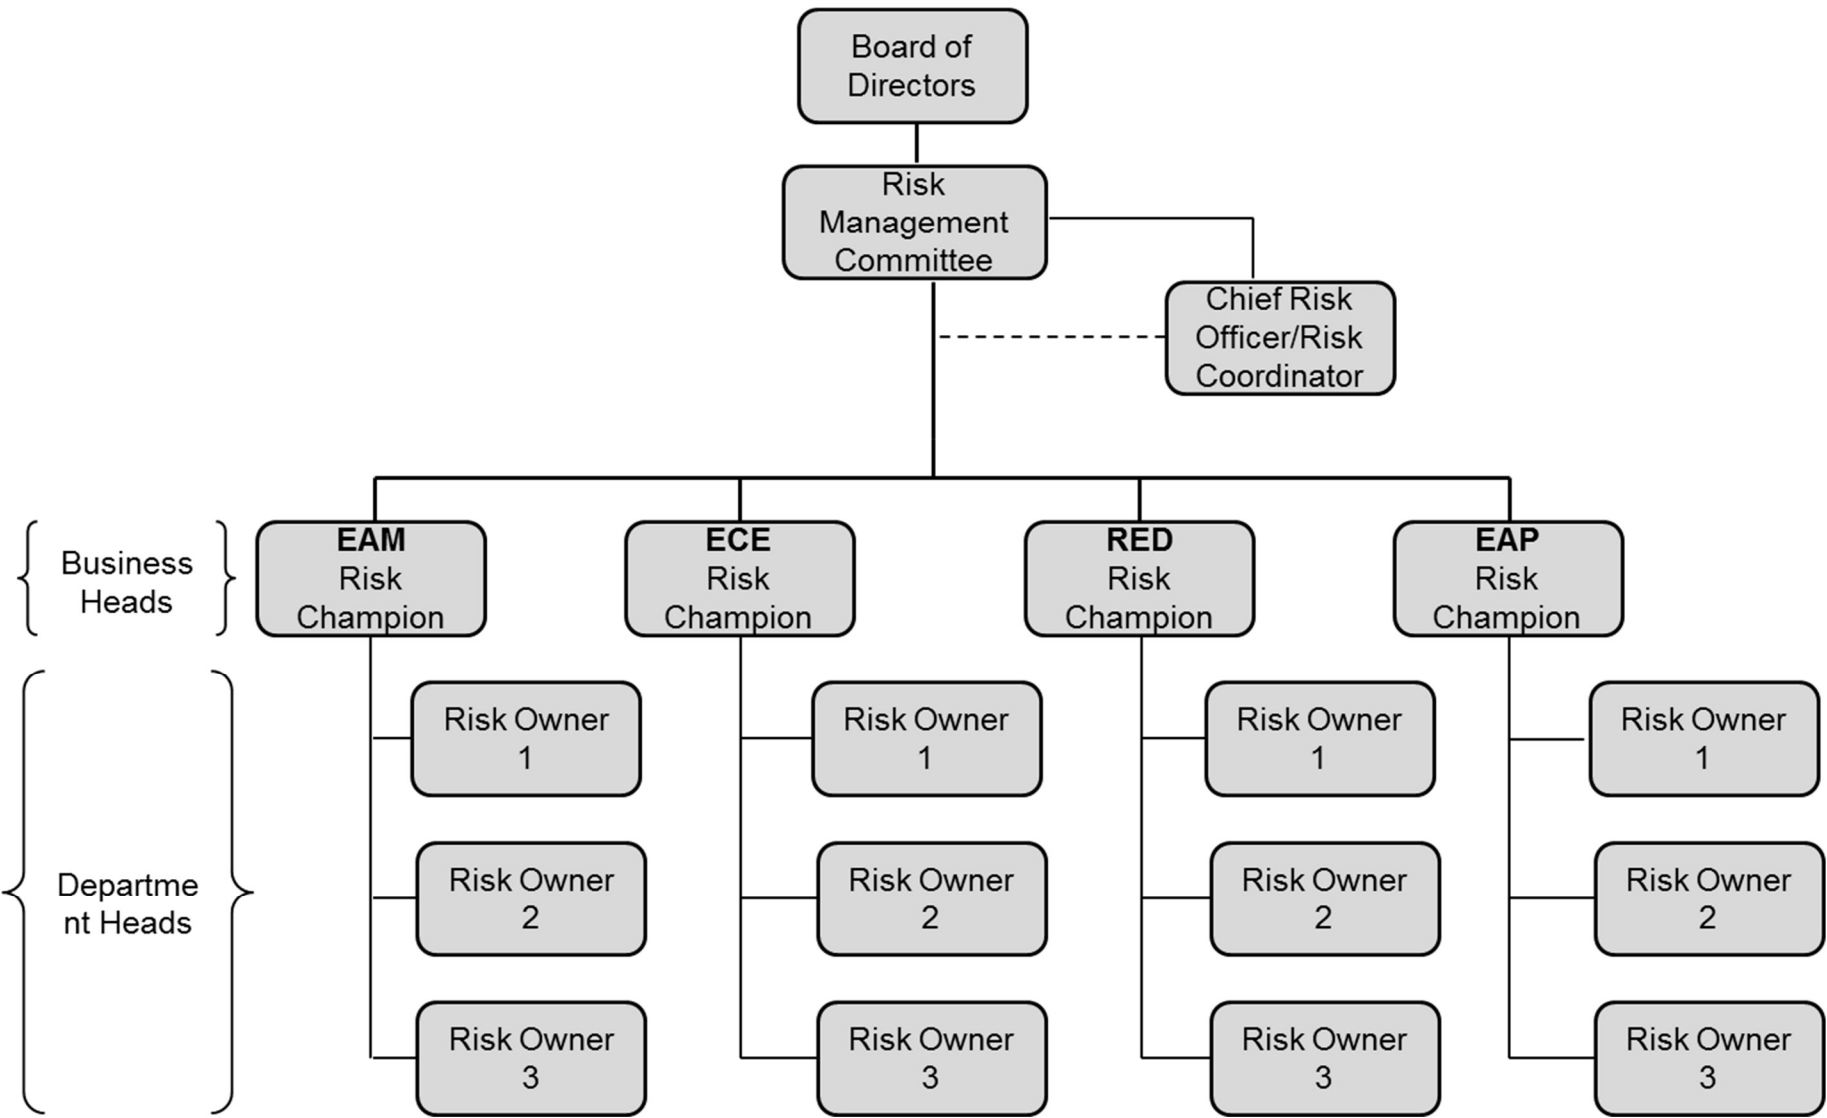 Board of
Directors
Risk
Management
Committee
Chief Risk
Officer/Risk
Coordinator
Business
Heads
EAM
Risk
Champion
ECE
Risk
Champion
RED
Risk
Champion
EAP
Risk
Champion
Departme
nt Heads
Risk Owner
1
Risk Owner
1
Risk Owner
1
Risk Owner
1
Risk Owner
2
Risk Owner
2
Risk Owner
2
Risk Owner
2
Risk Owner
3
Risk Owner
3
Risk Owner
3
Risk Owner
3